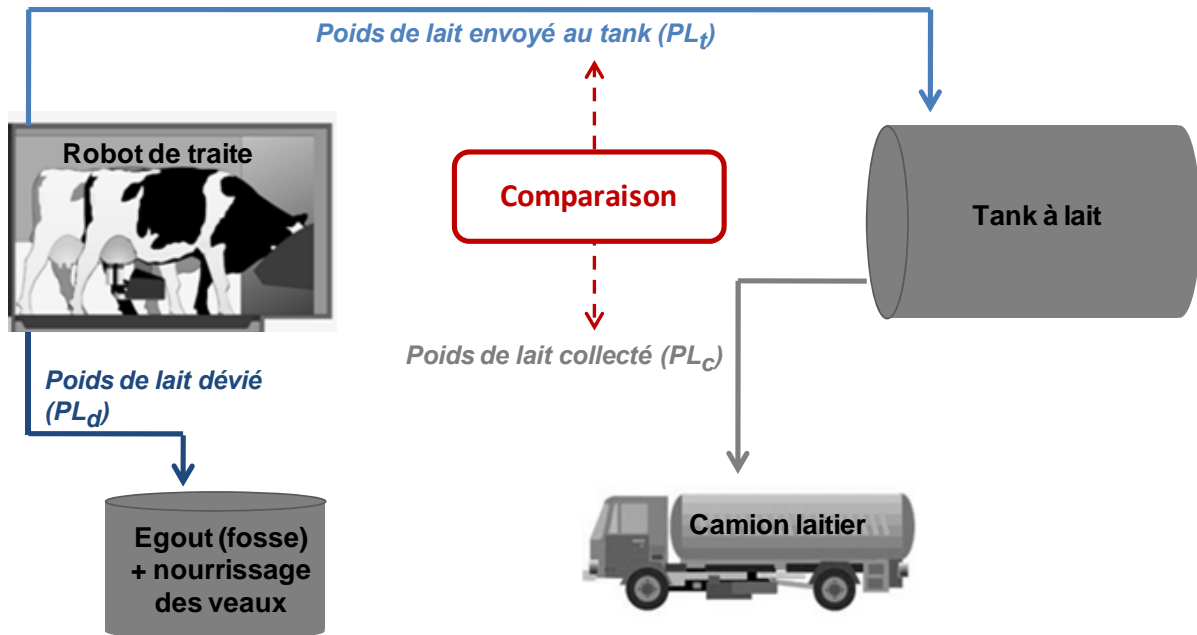 Poids de lait envoyé au tank (PLt)
Robot de traite
Comparaison
Tank à lait
Poids de lait collecté (PLc)
Poids de lait dévié
(PLd)
Camion laitier
Egout (fosse)
+ nourrissage
des veaux